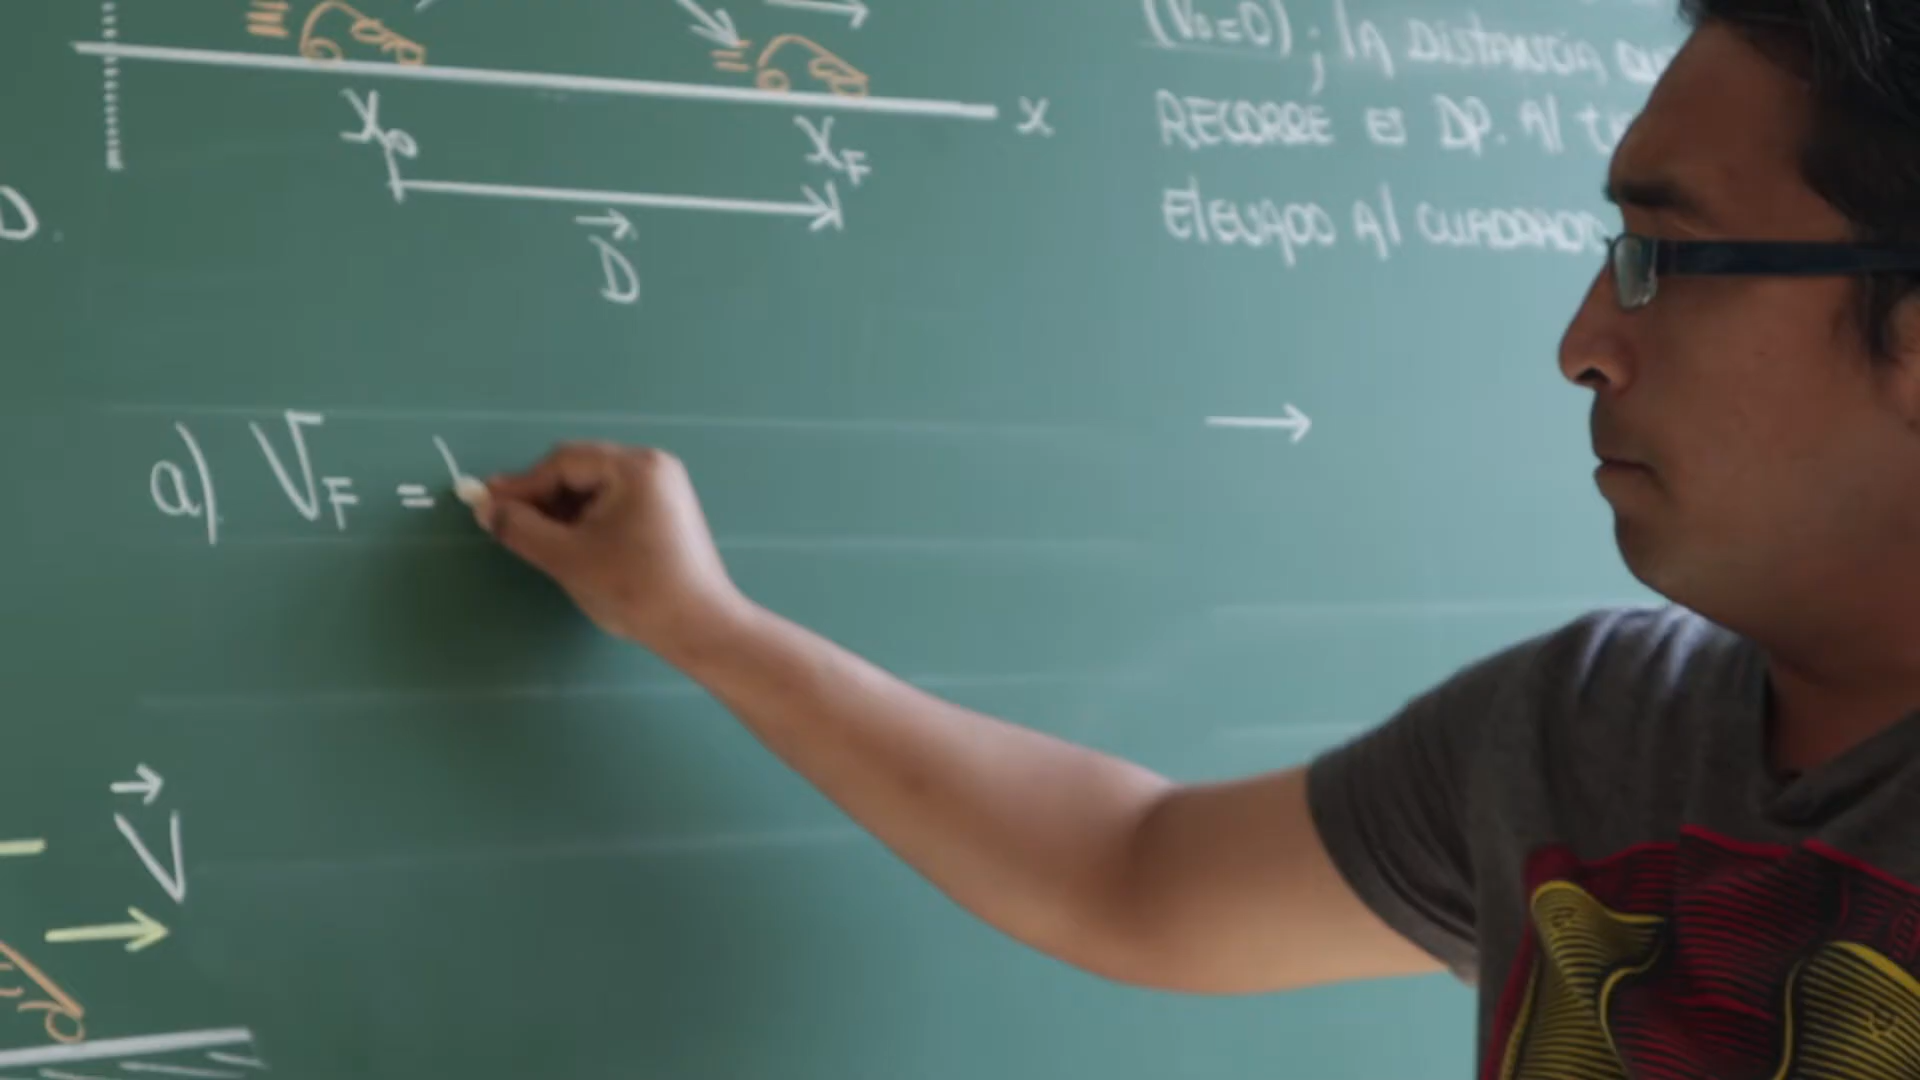 (V₀=0); lA DISTANCIA
RECORRE ES DP. Al
ElEVADO Al CUADRADO
x
X₀
X_F
D
D
a) V_F =
V